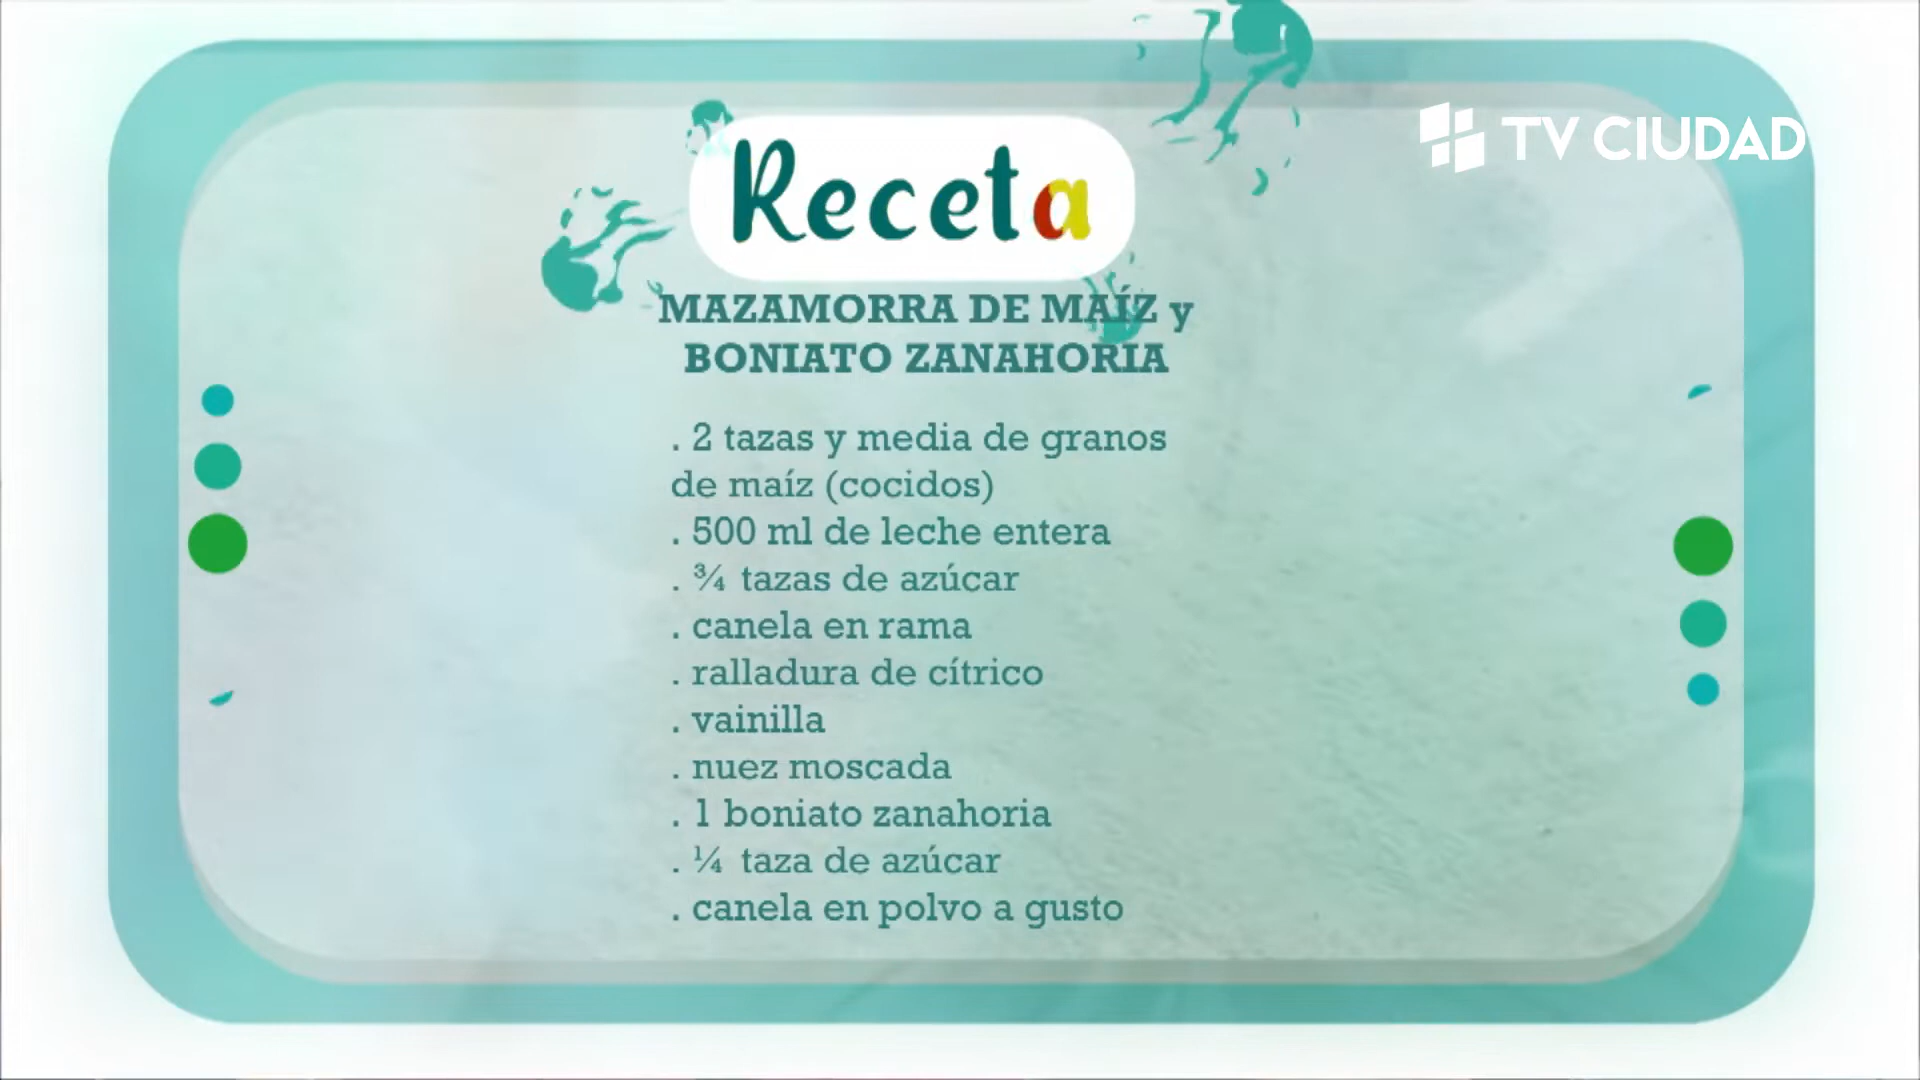 TV CIUDAD
Receta
MAZAMORRA DE MAÍZ y
BONIATO ZANAHORIA
. 2 tazas y media de granos
de maíz (cocidos)
. 500 ml de leche entera
. ¾ tazas de azúcar
. canela en rama
. ralladura de cítrico
. vainilla
. nuez moscada
. 1 boniato zanahoria
. ¼ taza de azúcar
. canela en polvo a gusto